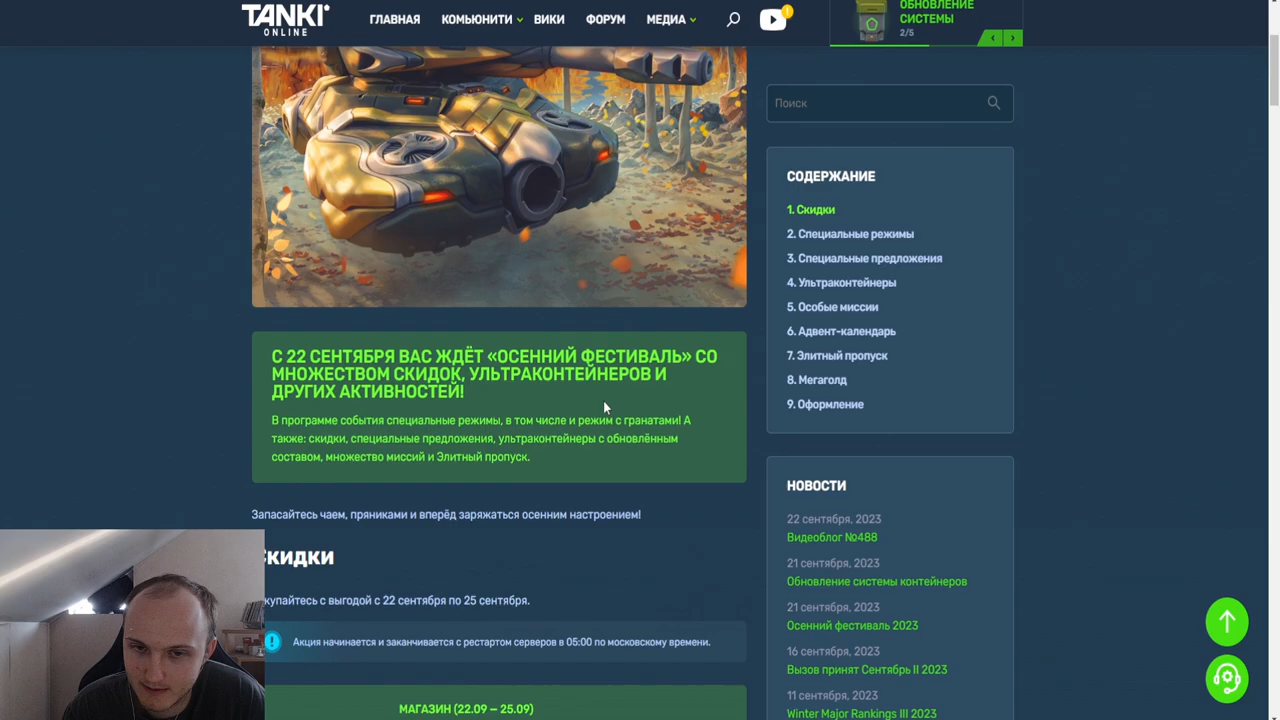 TANKI
ONLINE
ГЛАВНАЯ
КОМЬЮНИТИ
ВИКИ
ФОРУМ
МЕДИА
!
ОБНОВЛЕНИЕ
СИСТЕМЫ
2/5
Поиск
СОДЕРЖАНИЕ
1. Скидки
2. Специальные режимы
3. Специальные предложения
4. Ультраконтейнеры
5. Особые миссии
6. Адвент-календарь
7. Элитный пропуск
8. Мегаголд
9. Оформление
С 22 СЕНТЯБРЯ ВАС ЖДЁТ «ОСЕННИЙ ФЕСТИВАЛЬ» СО
МНОЖЕСТВОМ СКИДОК, УЛЬТРАКОНТЕЙНЕРОВ И
ДРУГИХ АКТИВНОСТЕЙ!
В программе события специальные режимы, в том числе и режим с гранатами! А
также: скидки, специальные предложения, ультраконтейнеры с обновлённым
составом, множество миссий и Элитный пропуск.
Запасайтесь чаем, пряниками и вперёд заряжаться осенним настроением!
Скидки
купайтесь с выгодой с 22 сентября по 25 сентября.
! Акция начинается и заканчивается с рестартом серверов в 05:00 по московскому времени.
МАГАЗИН (22.09 – 25.09)
НОВОСТИ
22 сентября, 2023
Видеоблог №488
21 сентября, 2023
Обновление системы контейнеров
21 сентября, 2023
Осенний фестиваль 2023
16 сентября, 2023
Вызов принят Сентябрь II 2023
11 сентября, 2023
Winter Major Rankings III 2023